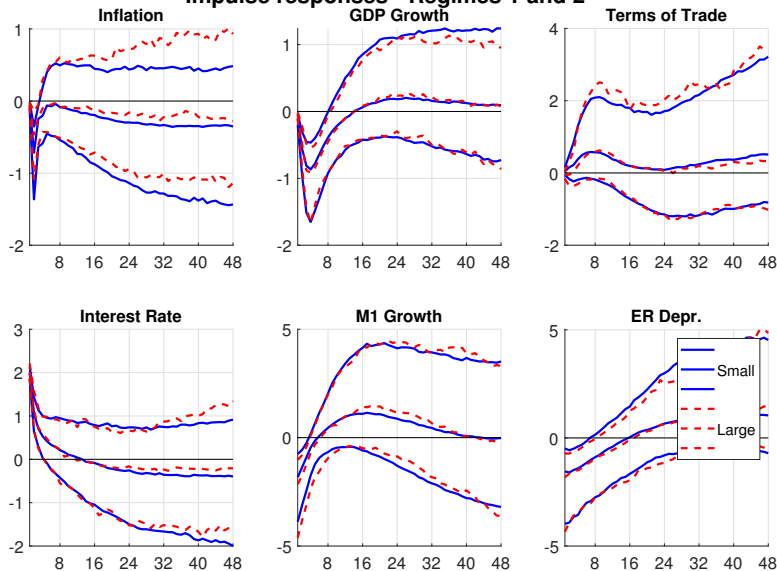 Impulse responses - Regimes 1 and 2
Inflation
GDP Growth
Terms of Trade
1
0
-1
-2
8 16 24 32 40 48
1
0
-1
-2
8 16 24 32 40 48
4
2
0
-2
8 16 24 32 40 48
Interest Rate
M1 Growth
ER Depr.
3
2
1
0
-1
-2
8 16 24 32 40 48
5
0
-5
8 16 24 32 40 48
5
0
-5
8 16 24 32 40 48
Small
Large